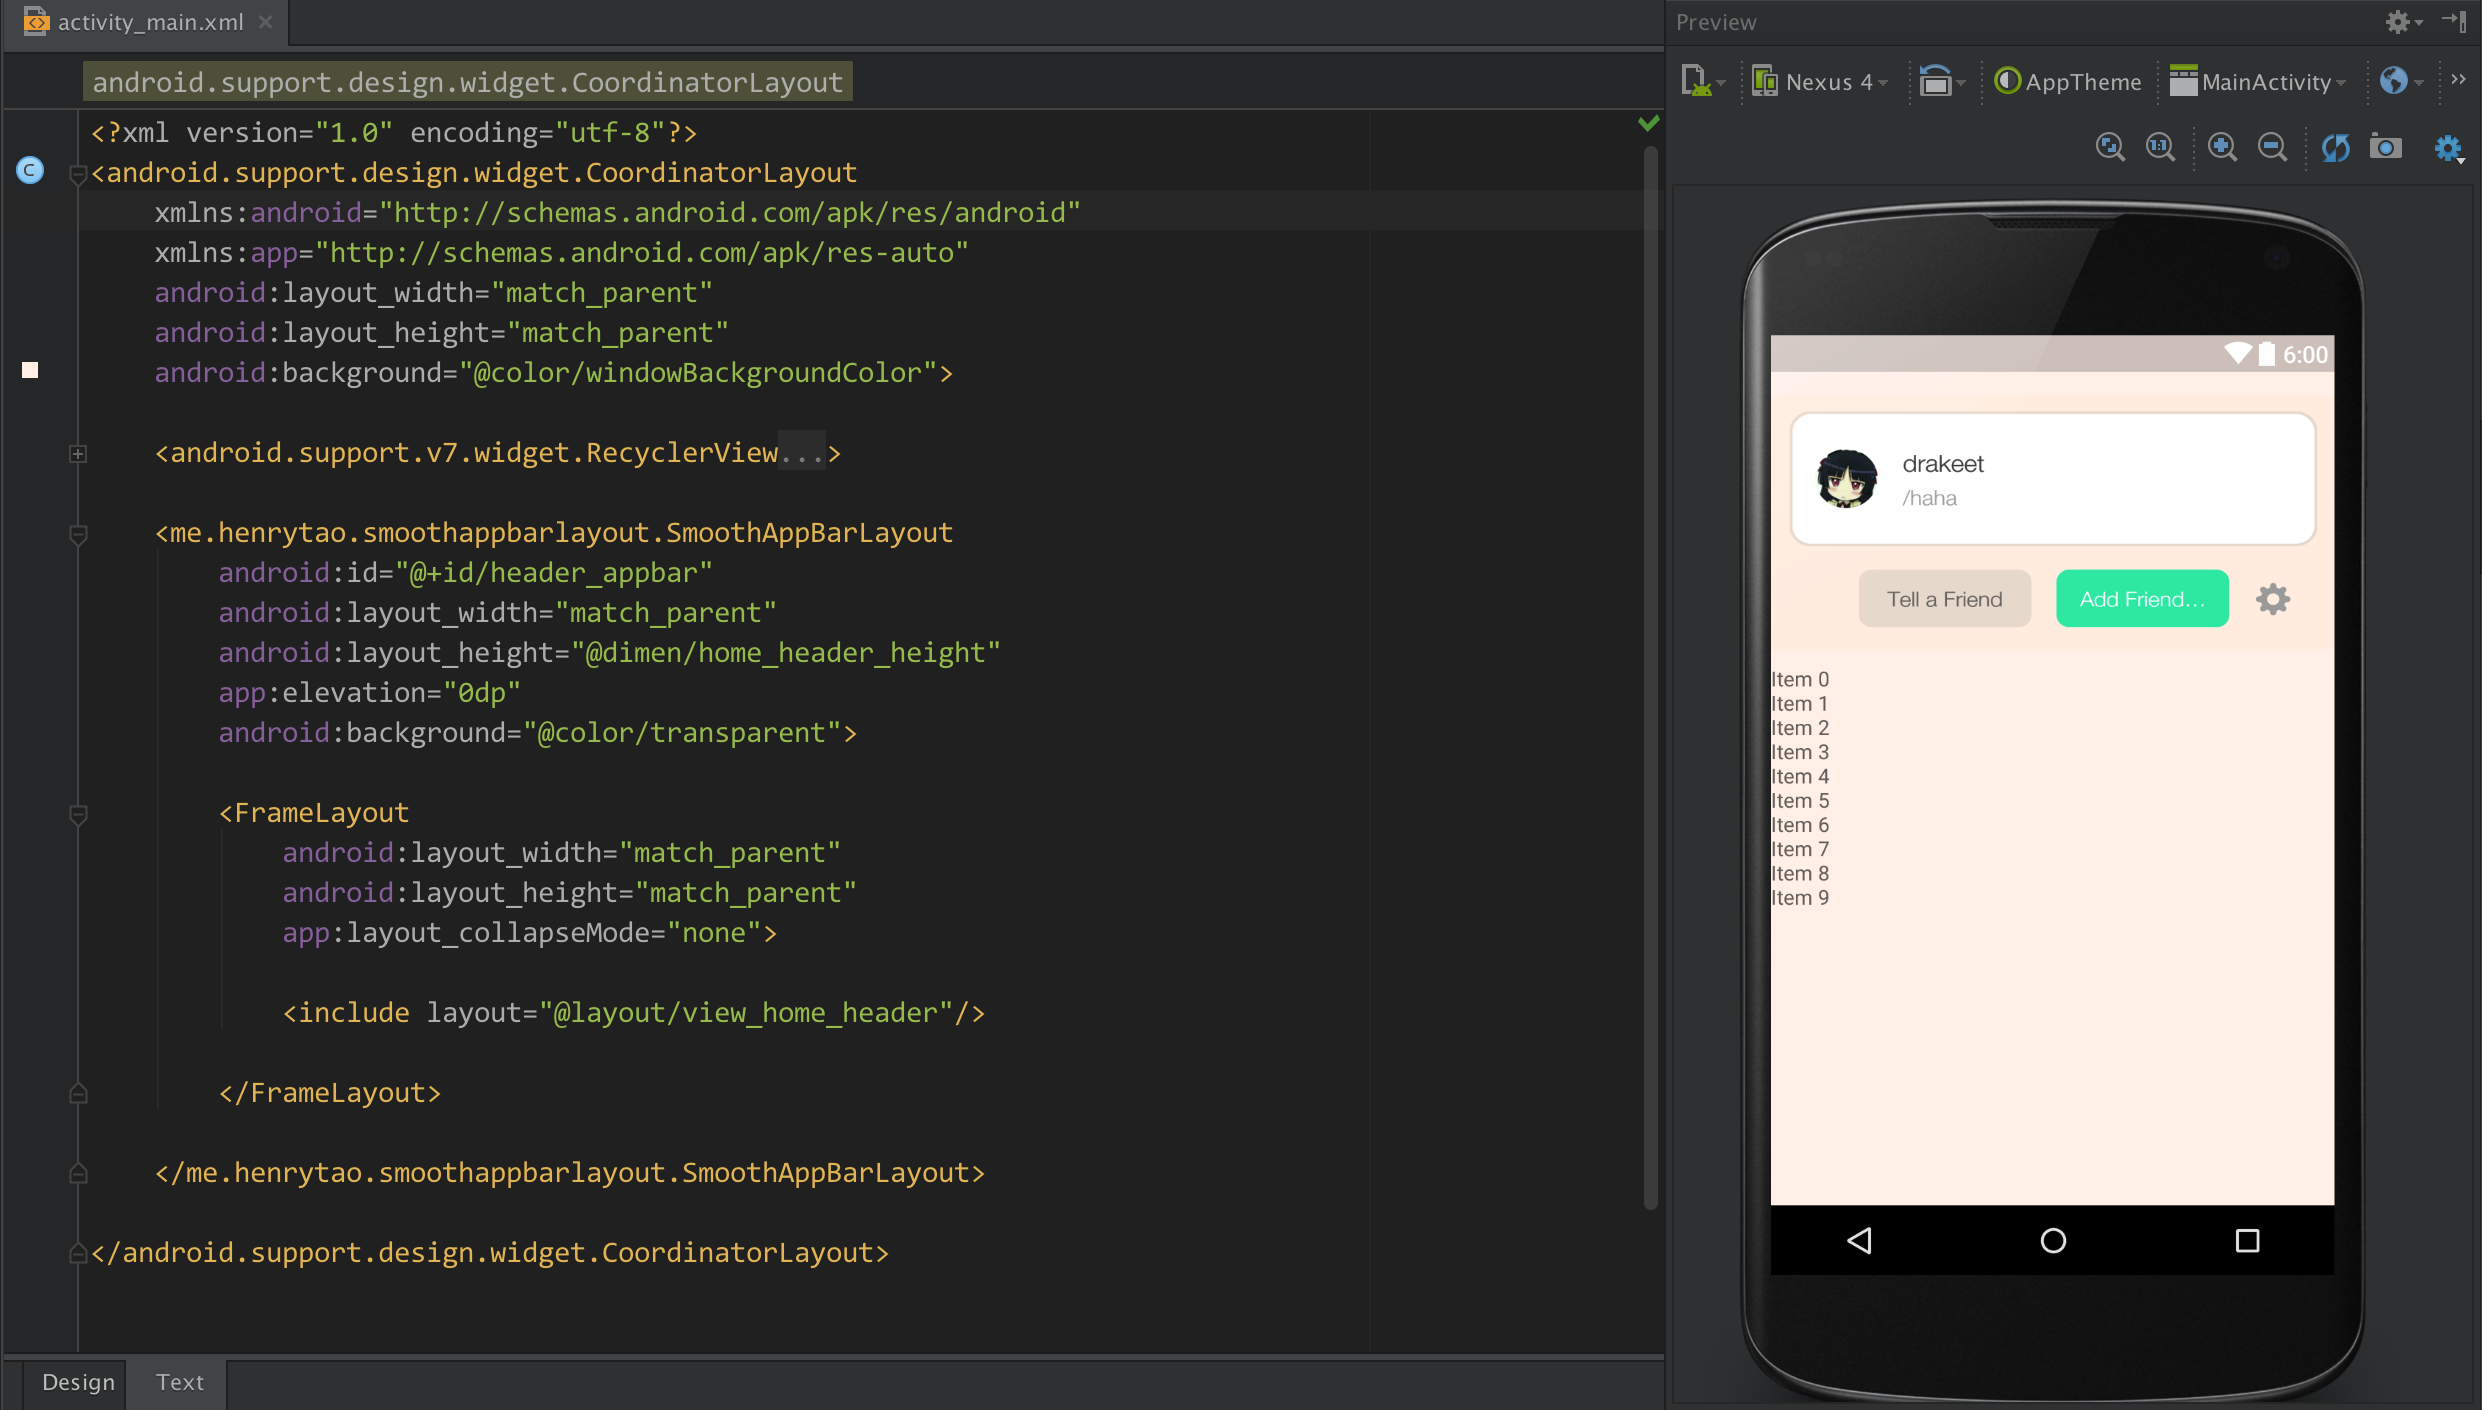 activity_main.xml
android.support.design.widget.CoordinatorLayout
<?xml version="1.0" encoding="utf-8"?>
<android.support.design.widget.CoordinatorLayout
xmlns:android="http://schemas.android.com/apk/res/android"
xmlns:app="http://schemas.android.com/apk/res-auto"
android:layout_width="match_parent"
android:layout_height="match_parent"
android:background="@color/windowBackgroundColor">
<android.support.v7.widget.RecyclerView...>
<me.henrytao.smoothappbarlayout.SmoothAppBarLayout
android:id="@+id/header_appbar"
android:layout_width="match_parent"
android:layout_height="@dimen/home_header_height"
app:elevation="0dp"
android:background="@color/transparent">
<FrameLayout
android:layout_width="match_parent"
android:layout_height="match_parent"
app:layout_collapseMode="none">
<include layout="@layout/view_home_header"/>
</FrameLayout>
</me.henrytao.smoothappbarlayout.SmoothAppBarLayout>
</android.support.design.widget.CoordinatorLayout>
C
Design Text
Preview
Nexus 4 AppTheme MainActivity »
1:1
6:00
drakeet
/haha
Tell a Friend Add Friend...
Item 0
Item 1
Item 2
Item 3
Item 4
Item 5
Item 6
Item 7
Item 8
Item 9